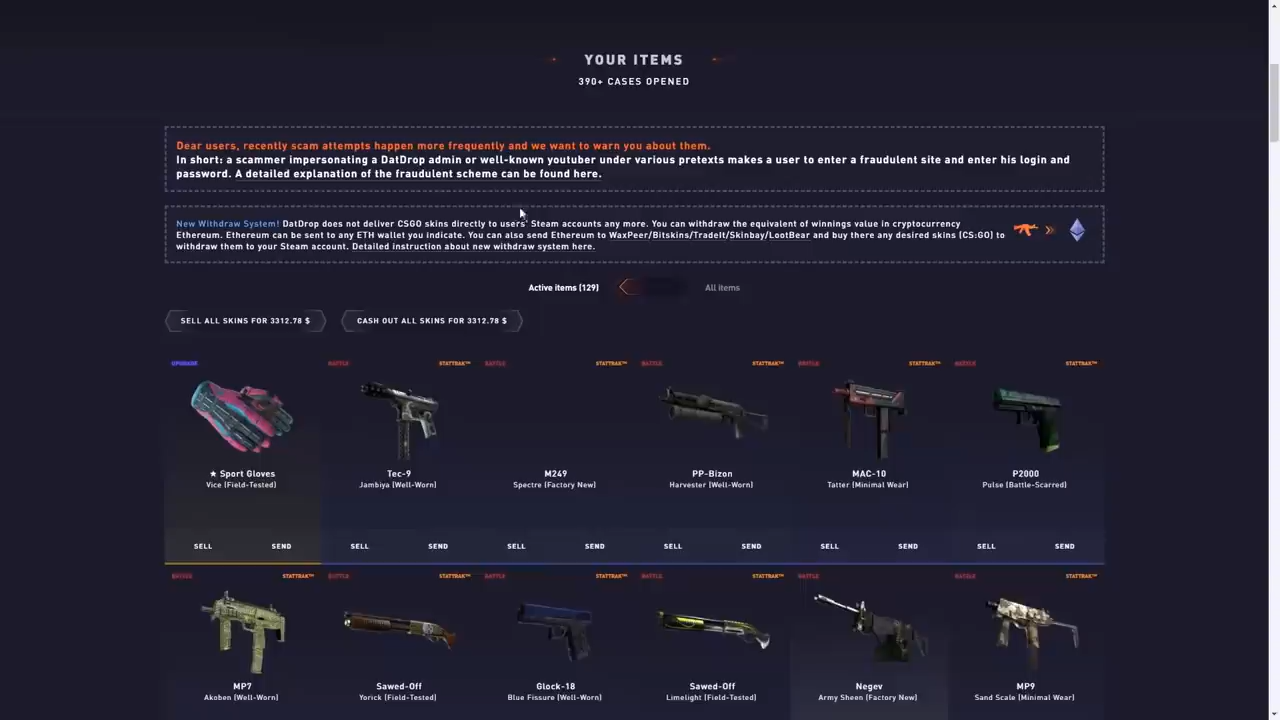 YOUR ITEMS
390+ CASES OPENED
Dear users, recently scam attempts happen more frequently and we want to warn you about them.
In short: a scammer impersonating a DatDrop admin or well-known youtuber under various pretexts makes a user to enter a fraudulent site and enter his login and
password. A detailed explanation of the fraudulent scheme can be found here.
New Withdraw System! DatDrop does not deliver CSGO skins directly to users' Steam accounts any more. You can withdraw the equivalent of winnings value in cryptocurrency
Ethereum. Ethereum can be sent to any ETH wallet you indicate. You can also send Ethereum to WaxPeer/Bitskins/TradeIt/Skinbay/LootBear and buy there any desired skins (CS:GO) to
withdraw them to your Steam account. Detailed instruction about new withdraw system here.
Active items (129) All items
SELL ALL SKINS FOR 3312.78 $ CASH OUT ALL SKINS FOR 3312.78 $
UPGRADE BATTLE STATTRAK™ BATTLE STATTRAK™ BATTLE STATTRAK™ BATTLE STATTRAK™ BATTLE STATTRAK™
★ Sport Gloves Tec-9 M249 PP-Bizon MAC-10 P2000
Vice (Field-Tested) Jambiya (Well-Worn) Spectre (Factory New) Harvester (Well-Worn) Tatter (Minimal Wear) Pulse (Battle-Scarred)
SELL SEND SELL SEND SELL SEND SELL SEND SELL SEND SELL SEND
BATTLE STATTRAK™ BATTLE STATTRAK™ BATTLE STATTRAK™ BATTLE STATTRAK™ BATTLE BATTLE STATTRAK™
MP7 Sawed-Off Glock-18 Sawed-Off Negev MP9
Akoben (Well-Worn) Yorick (Field-Tested) Blue Fissure (Well-Worn) Limelight (Field-Tested) Army Sheen (Factory New) Sand Scale (Minimal Wear)